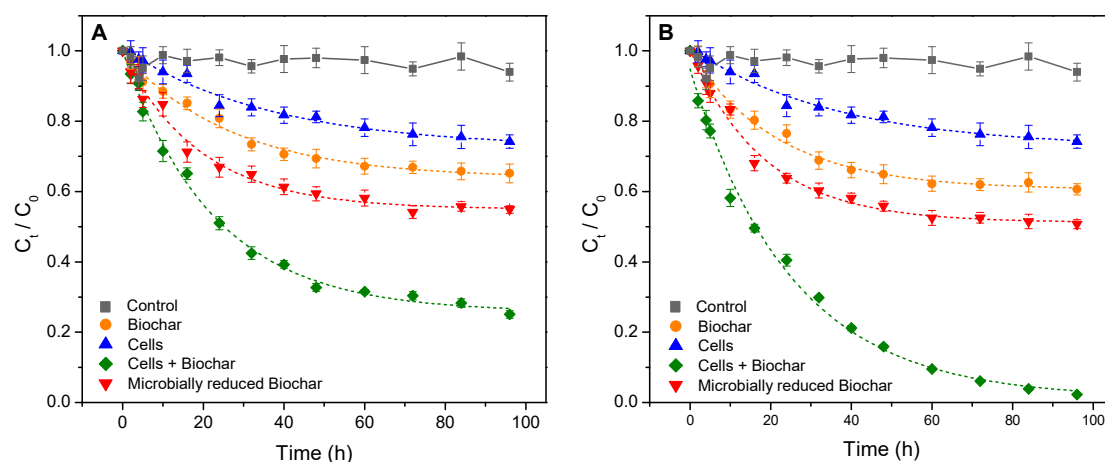 A
1.0
0.8
0.6
0.4
0.2
0.0
C_t / C_0
Control
Biochar
Cells
Cells + Biochar
Microbially reduced Biochar
0 20 40 60 80 100
Time (h)
B
1.0
0.8
0.6
0.4
0.2
0.0
C_t / C_0
Control
Biochar
Cells
Cells + Biochar
Microbially reduced Biochar
0 20 40 60 80 100
Time (h)